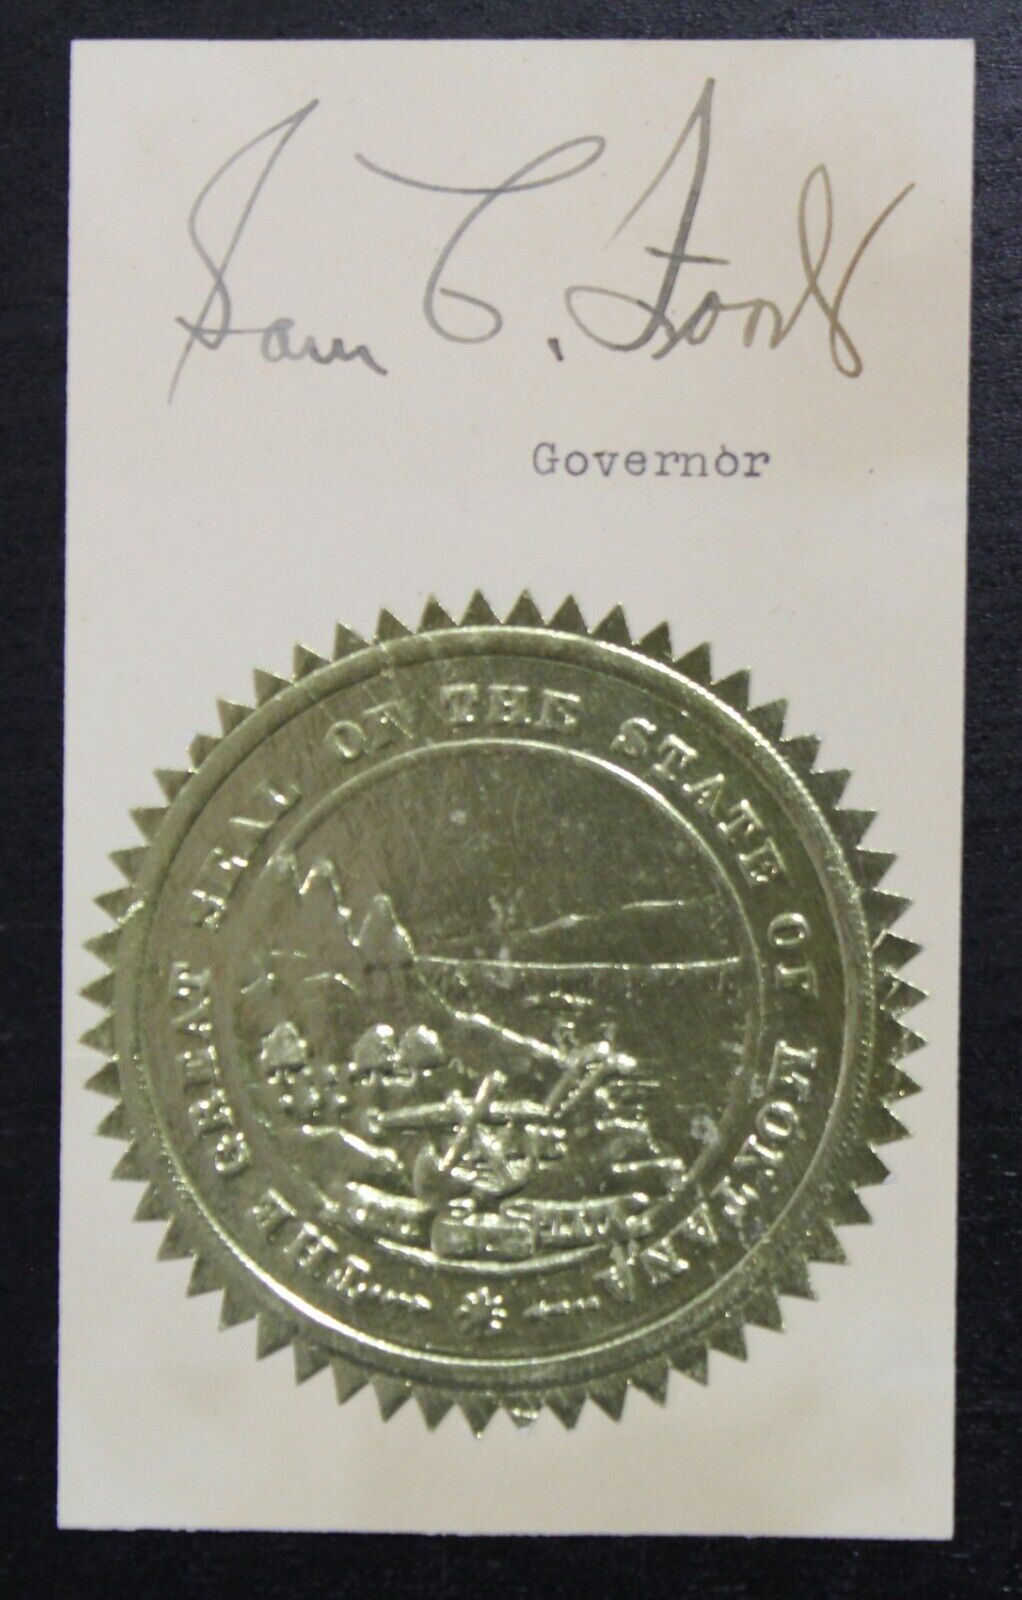 Sam C. Ford
Governor
THE GREAT SEAL OF THE STATE OF MONTANA